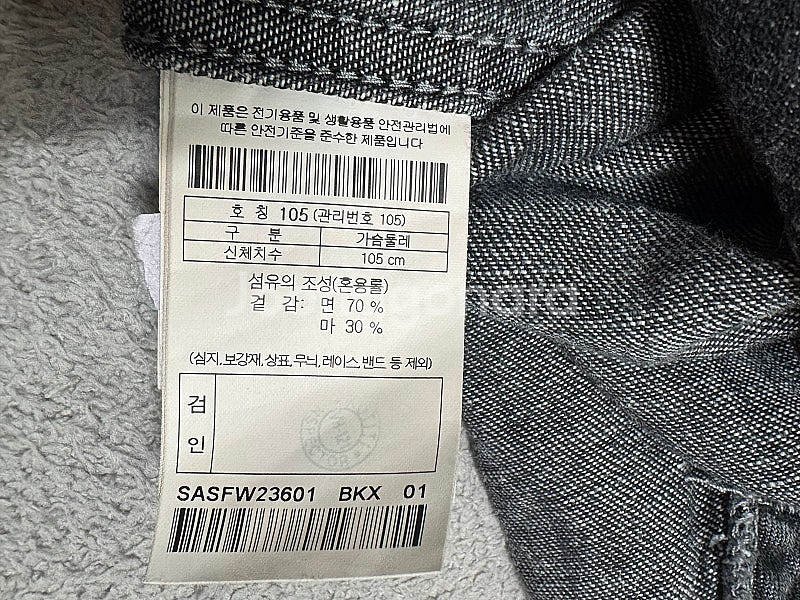 이 제품은 전기용품 및 생활용품 안전관리법에
따른 안전기준을 준수한 제품입니다
호 칭 105 (관리번호 105)
구 분 가슴둘레
신체치수 105 cm
섬유의 조성(혼용률)
겉 감: 면 70 %
마 30 %
(심지,보강재,상표,무늬,레이스,밴드 등 제외)
검
인
SASFW23601 BKX 01